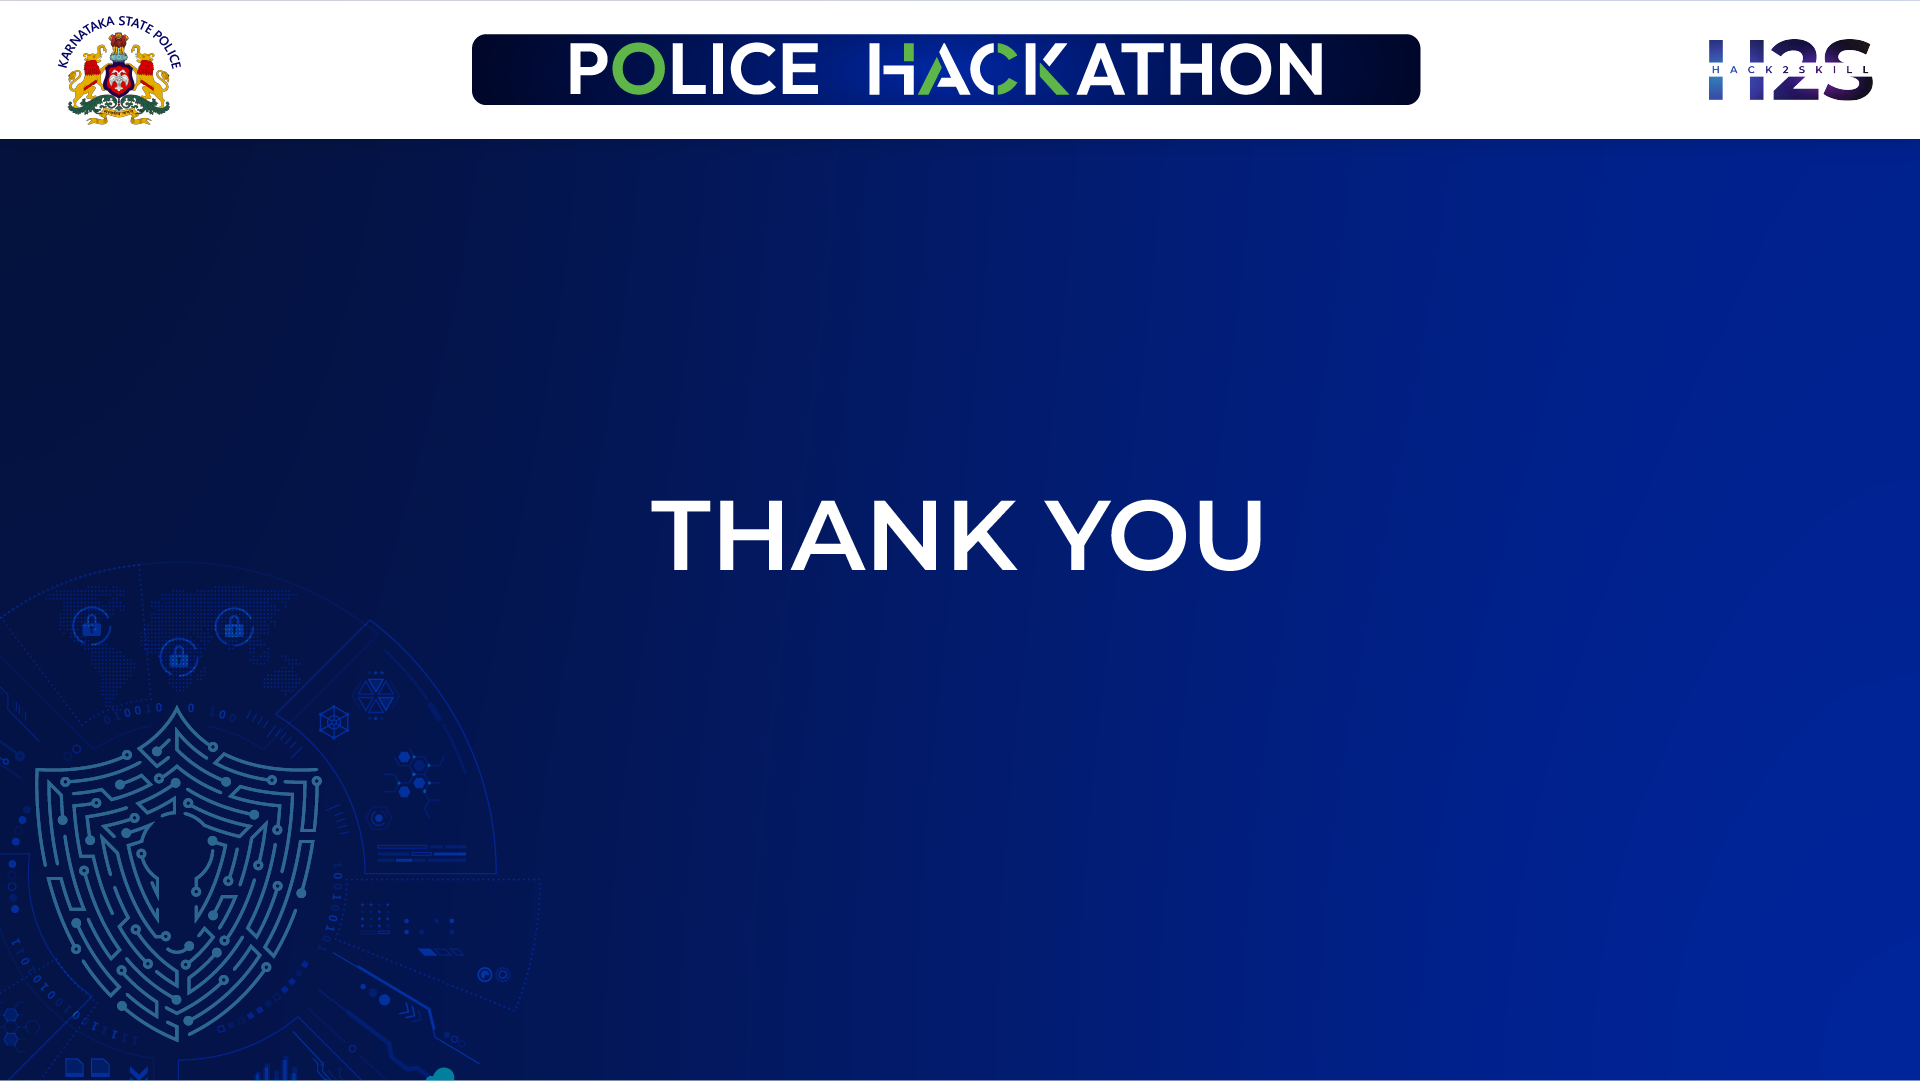 KARNATAKA STATE POLICE
POLICE HACKATHON
H2S
HACK2SKILL
THANK YOU